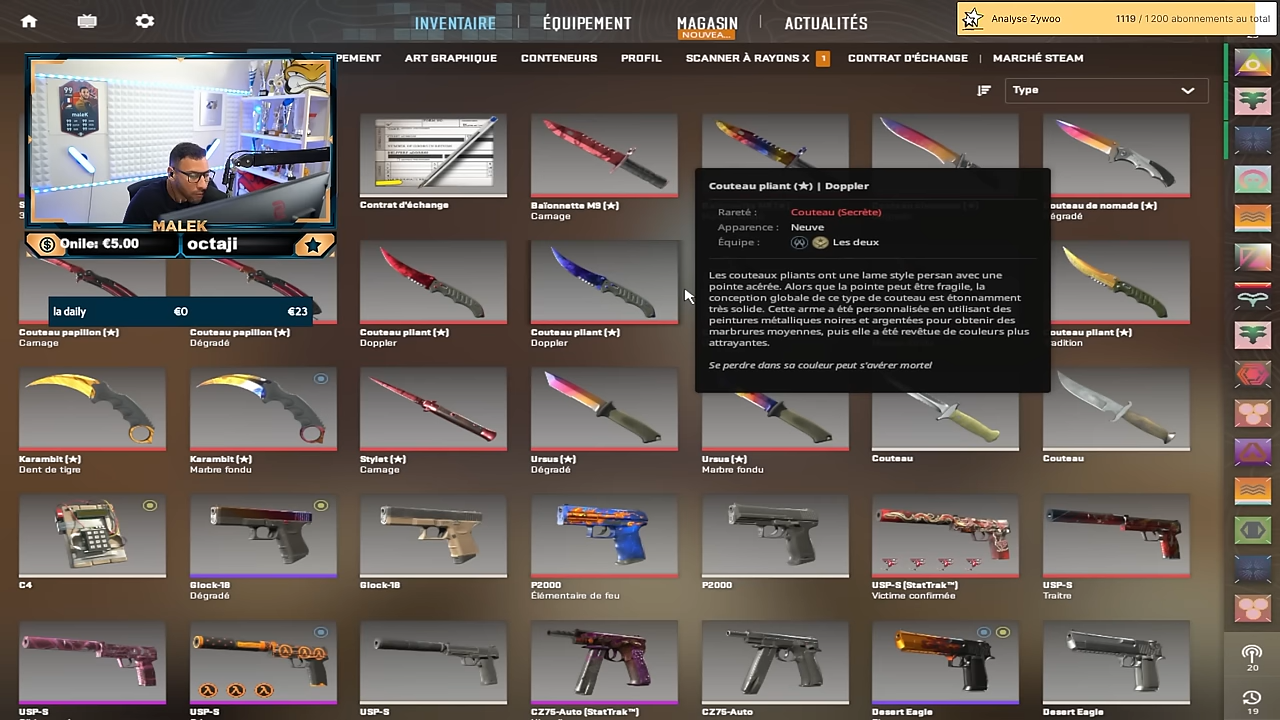 INVENTAIRE
ÉQUIPEMENT
MAGASIN
NOUVEA...
ACTUALITÉS
Analyse Zywoo
1119 / 1200 abonnements au total
PEMENT
ART GRAPHIQUE
CONTENEURS
PROFIL
SCANNER À RAYONS X 1
CONTRAT D'ÉCHANGE
MARCHÉ STEAM
Type
99
maleK
MALEK
Onile: €5.00
octaji
la daily €0 €23
Contrat d'échange
Baïonnette M9 (★)
Carnage
Couteau de nomade (★)
Dégradé
Couteau pliant (★) | Doppler
Rareté : Couteau (Secrète)
Apparence : Neuve
Équipe : Les deux
Les couteaux pliants ont une lame style persan avec une
pointe acérée. Alors que la pointe peut être fragile, la
conception globale de ce type de couteau est étonnamment
très solide. Cette arme a été personnalisée en utilisant des
peintures métalliques noires et argentées pour obtenir des
marbrures moyennes, puis elle a été revêtue de couleurs plus
attrayantes.
Se perdre dans sa couleur peut s'avérer mortel
Couteau papillon (★)
Carnage
Couteau papillon (★)
Dégradé
Couteau pliant (★)
Doppler
Couteau pliant (★)
Doppler
Couteau pliant (★)
Tradition
Karambit (★)
Dent de tigre
Karambit (★)
Marbre fondu
Stylet (★)
Carnage
Ursus (★)
Dégradé
Ursus (★)
Marbre fondu
Couteau
Couteau
C4
Glock-18
Dégradé
Glock-18
P2000
Élémentaire de feu
P2000
USP-S (StatTrak™)
Victime confirmée
USP-S
Traitre
USP-S
USP-S
USP-S
CZ75-Auto (StatTrak™)
CZ75-Auto
Desert Eagle
Desert Eagle
20
19